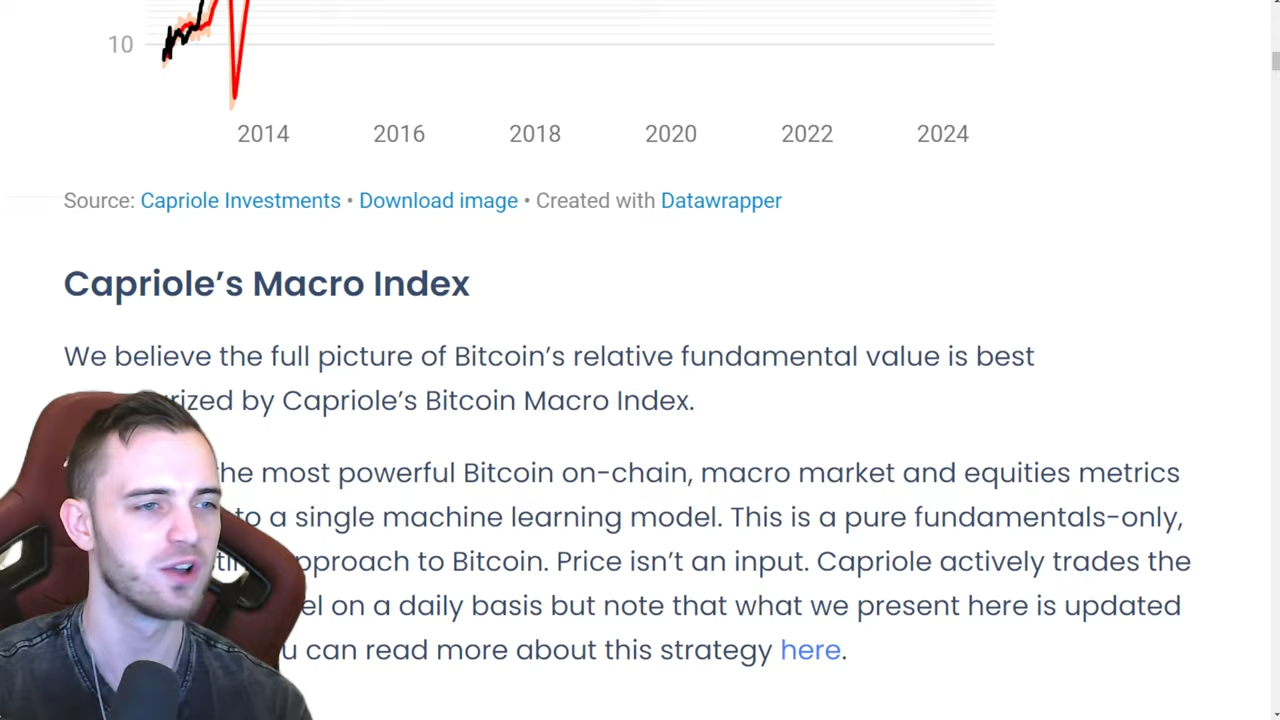 10
2014 2016 2018 2020 2022 2024
Source: Capriole Investments • Download image • Created with Datawrapper
Capriole’s Macro Index
We believe the full picture of Bitcoin’s relative fundamental value is best
by Capriole’s Bitcoin Macro Index.
the most powerful Bitcoin on-chain, macro market and equities metrics
to a single machine learning model. This is a pure fundamentals-only,
approach to Bitcoin. Price isn’t an input. Capriole actively trades the
on a daily basis but note that what we present here is updated
can read more about this strategy here.